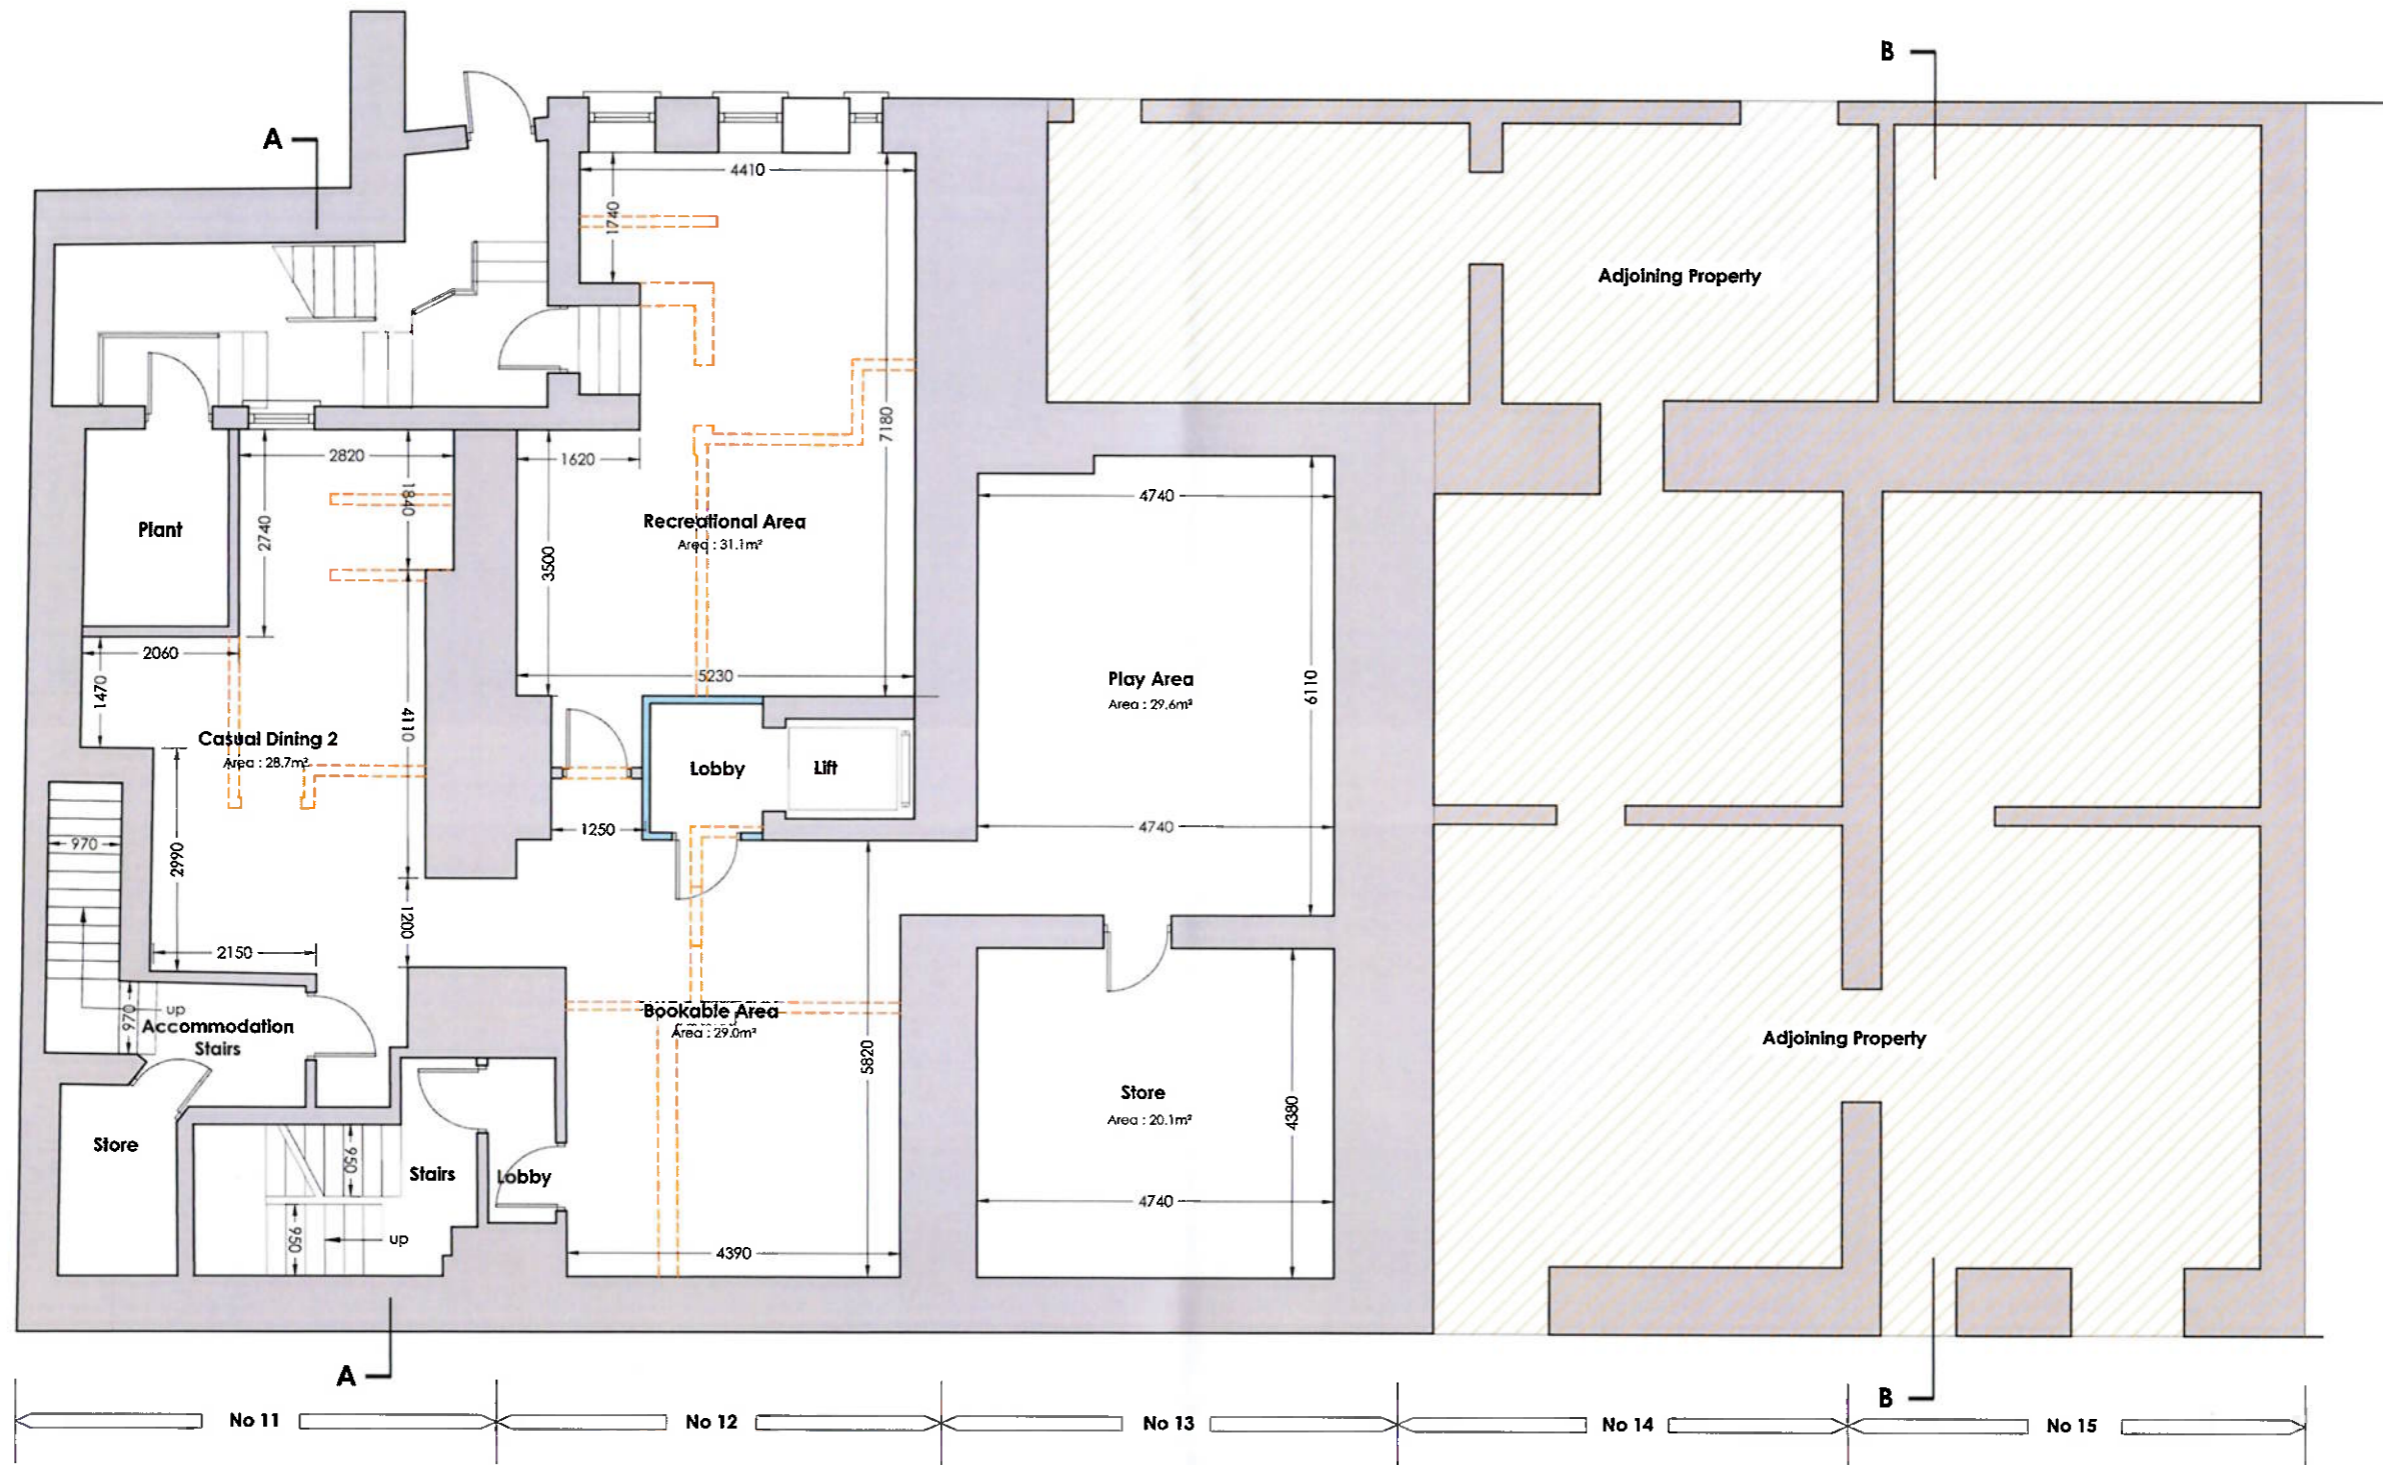 B
A
4410
1740
Adjoining Property
7180
2820
1620
1840
4740
2740
Plant
Recreational Area
Area : 31.1m²
3500
2060
5230
1470
6110
Play Area
Area : 29.6m²
4110
Casual Dining 2
Area : 28.7m²
Lobby
Lift
1250
4740
970
2990
1200
2150
970
up
Accommodation
Stairs
Bookable Area
Area : 29.0m²
5820
Adjoining Property
Store
Area : 20.1m²
4380
Store
950
Stairs
Lobby
4740
950
up
4390
A
B
No 11
No 12
No 13
No 14
No 15